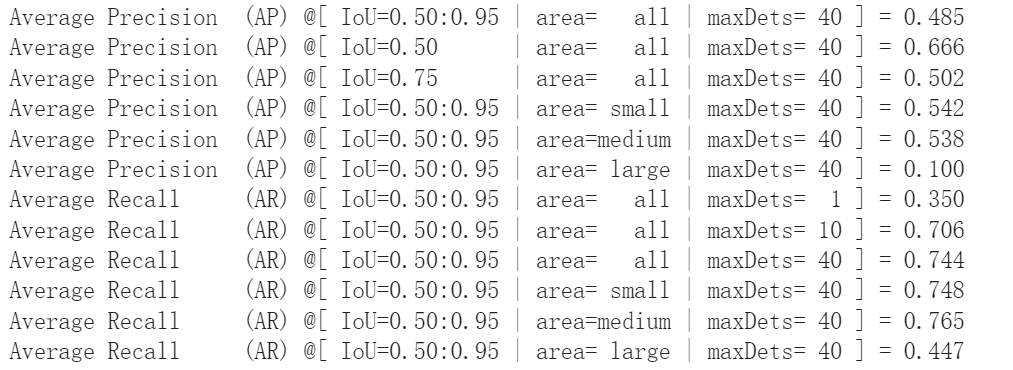 Average Precision  (AP) @[ IoU=0.50:0.95 | area=   all | maxDets= 40 ] = 0.485
Average Precision  (AP) @[ IoU=0.50      | area=   all | maxDets= 40 ] = 0.666
Average Precision  (AP) @[ IoU=0.75      | area=   all | maxDets= 40 ] = 0.502
Average Precision  (AP) @[ IoU=0.50:0.95 | area= small | maxDets= 40 ] = 0.542
Average Precision  (AP) @[ IoU=0.50:0.95 | area=medium | maxDets= 40 ] = 0.538
Average Precision  (AP) @[ IoU=0.50:0.95 | area= large | maxDets= 40 ] = 0.100
Average Recall     (AR) @[ IoU=0.50:0.95 | area=   all | maxDets=  1 ] = 0.350
Average Recall     (AR) @[ IoU=0.50:0.95 | area=   all | maxDets= 10 ] = 0.706
Average Recall     (AR) @[ IoU=0.50:0.95 | area=   all | maxDets= 40 ] = 0.744
Average Recall     (AR) @[ IoU=0.50:0.95 | area= small | maxDets= 40 ] = 0.748
Average Recall     (AR) @[ IoU=0.50:0.95 | area=medium | maxDets= 40 ] = 0.765
Average Recall     (AR) @[ IoU=0.50:0.95 | area= large | maxDets= 40 ] = 0.447